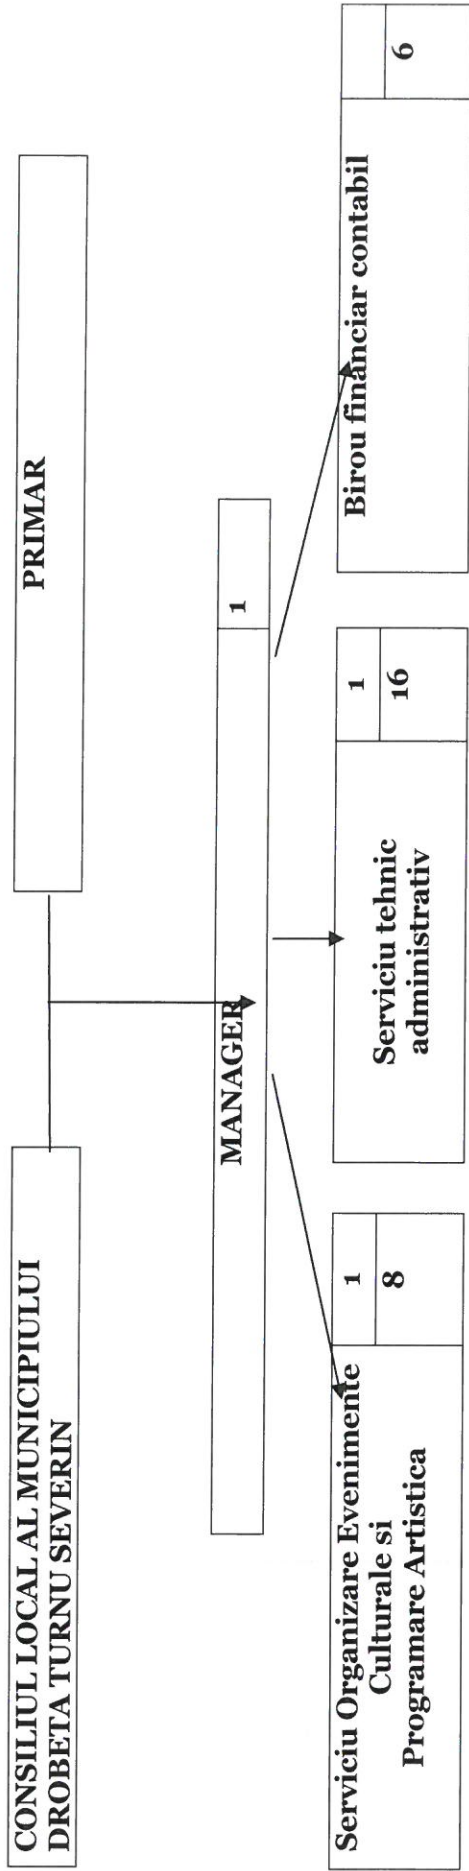 CONSILIUL LOCAL AL MUNICIPIULUI
DROBETA TURNU SEVERIN
PRIMAR
MANAGER
1
Serviciu Organizare Evenimente
Culturale si
Programare Artistica
1
8
Serviciu tehnic
administrativ
1
16
Birou financiar contabil
6